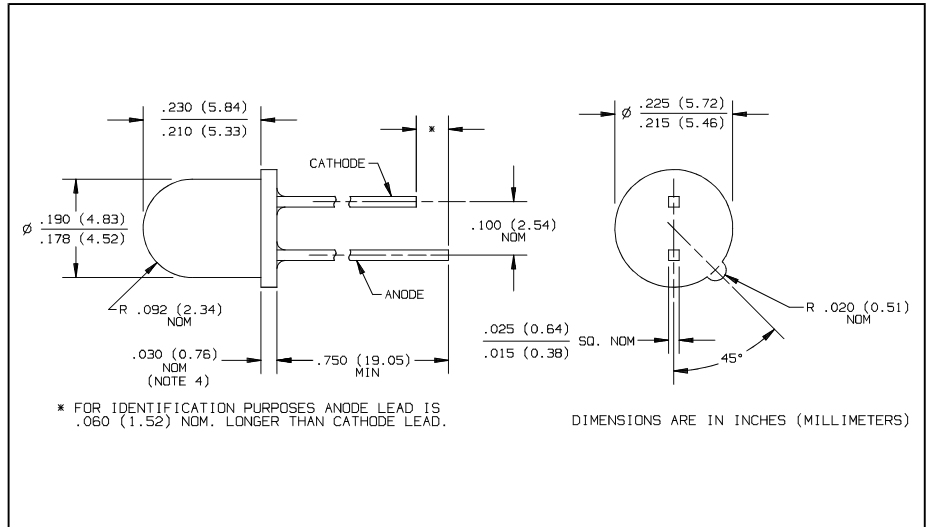 .230 (5.84)
.210 (5.33)
*
CATHODE
Ø .190 (4.83)
.178 (4.52)
.100 (2.54)
NOM
ANODE
R .092 (2.34)
NOM
.030 (0.76)
NOM
(NOTE 4)
.750 (19.05)
MIN
* FOR IDENTIFICATION PURPOSES ANODE LEAD IS
.060 (1.52) NOM. LONGER THAN CATHODE LEAD.
Ø .225 (5.72)
.215 (5.46)
R .020 (0.51)
NOM
.025 (0.64)
.015 (0.38) SQ. NOM
45°
DIMENSIONS ARE IN INCHES (MILLIMETERS)